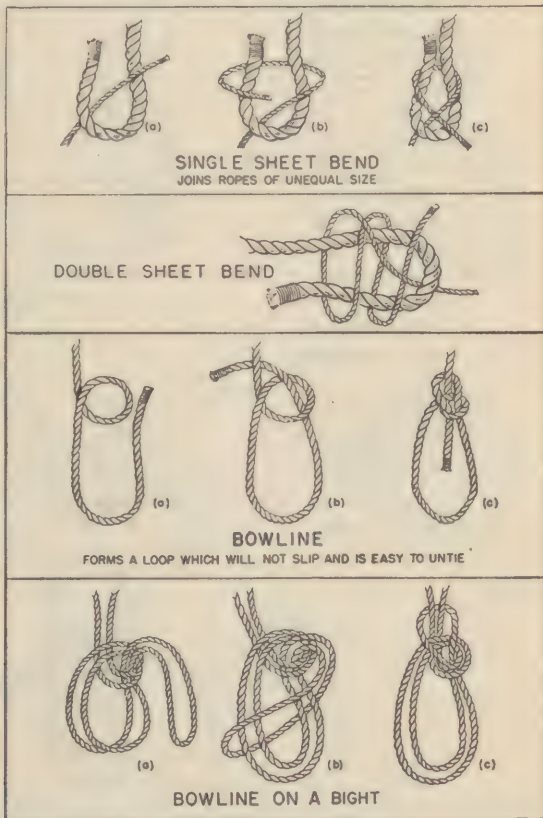 (a)
(b)
(c)
SINGLE SHEET BEND
JOINS ROPES OF UNEQUAL SIZE
DOUBLE SHEET BEND
(a)
(b)
(c)
BOWLINE
FORMS A LOOP WHICH WILL NOT SLIP AND IS EASY TO UNTIE
(a)
(b)
(c)
BOWLINE ON A BIGHT